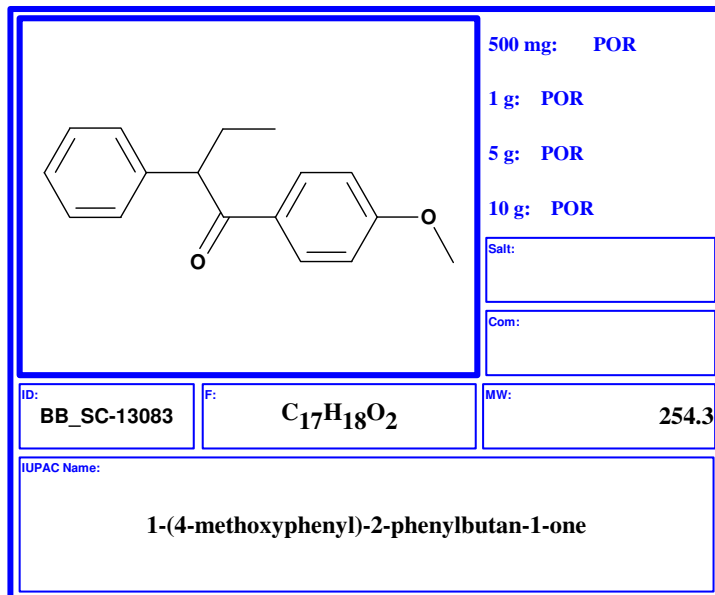 500 mg: POR
1 g: POR
5 g: POR
10 g: POR
O
O
Salt:
Com:
ID:
BB_SC-13083
F:
C17H18O2
MW:
254.3
IUPAC Name:
1-(4-methoxyphenyl)-2-phenylbutan-1-one